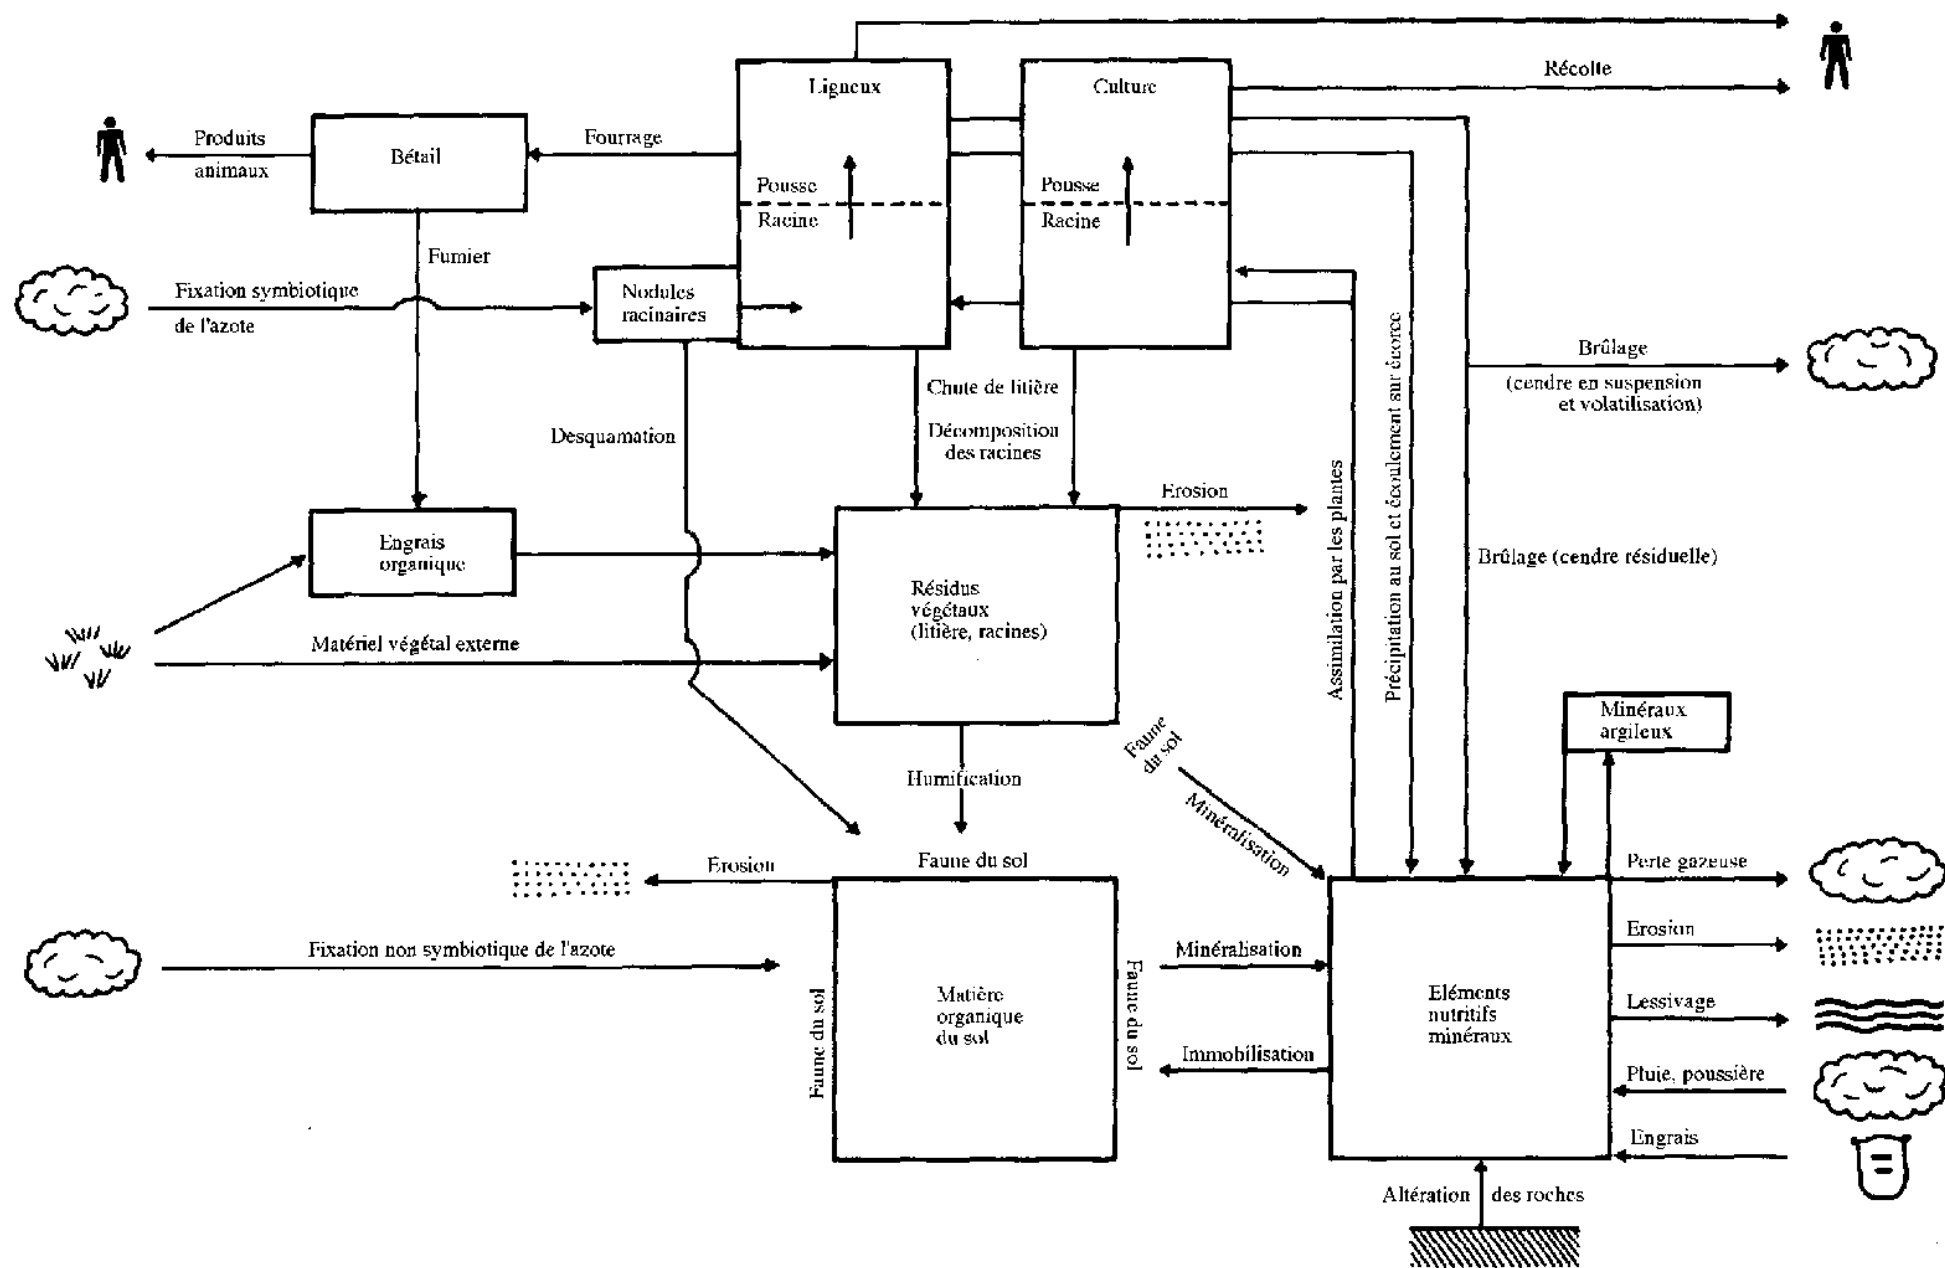 Ligneux
Culture
Récolte
Produits
animaux
Bétail
Fourrage
Pousse
Racine
Pousse
Racine
Fumier
Fixation symbiotique
de l'azote
Nodules
racinaires
Brûlage
(cendre en suspension
et volatilisation)
Chute de litière
Décomposition
des racines
Desquamation
Erosion
Assimilation par les plantes
Précipitation au sol et écoulement sur écorce
Brûlage (cendre résiduelle)
Engrais
organique
Résidus
végétaux
(litière, racines)
Matériel végétal externe
Minéraux
argileux
Faune
du sol
Minéralisation
Humification
Faune du sol
Erosion
Perte gazeuse
Erosion
Fixation non symbiotique de l'azote
Faune du sol
Matière
organique
du sol
Faune du sol
Minéralisation
Immobilisation
Eléments
nutritifs
minéraux
Lessivage
Pluie, poussière
Engrais
Altération des roches